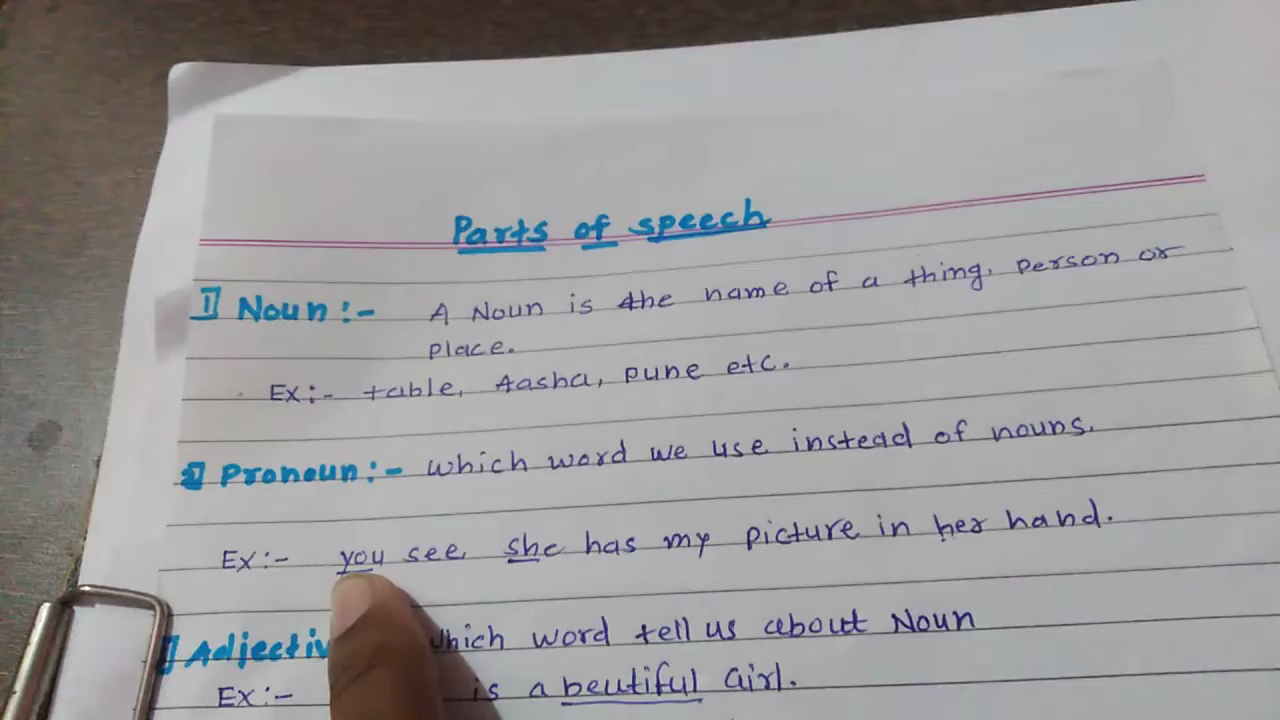 Parts of speech
1] Noun :- A Noun is the name of a thing, person or
place.
Ex:- table, Aasha, pune etc.
2] Pronoun :- which word we use instead of nouns.
Ex:- you see she has my picture in her hand.
] Adjectiv which word tell us about Noun
Ex:- is a beutiful girl.